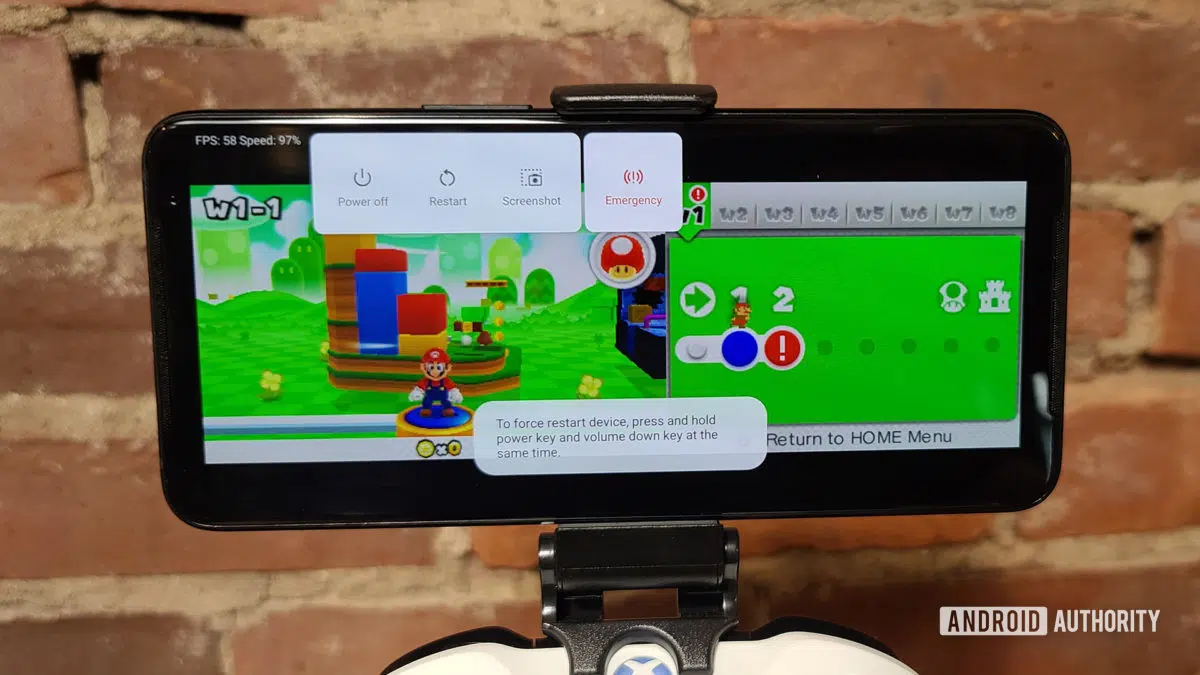 FPS: 58 Speed: 97%
Power off
Restart
Screenshot
Emergency
W1-1
W1
W2
W3
W4
W5
W6
W7
W8
1
2
!
x0
To force restart device, press and hold
power key and volume down key at the
same time.
Return to HOME Menu
ANDROID AUTHORITY